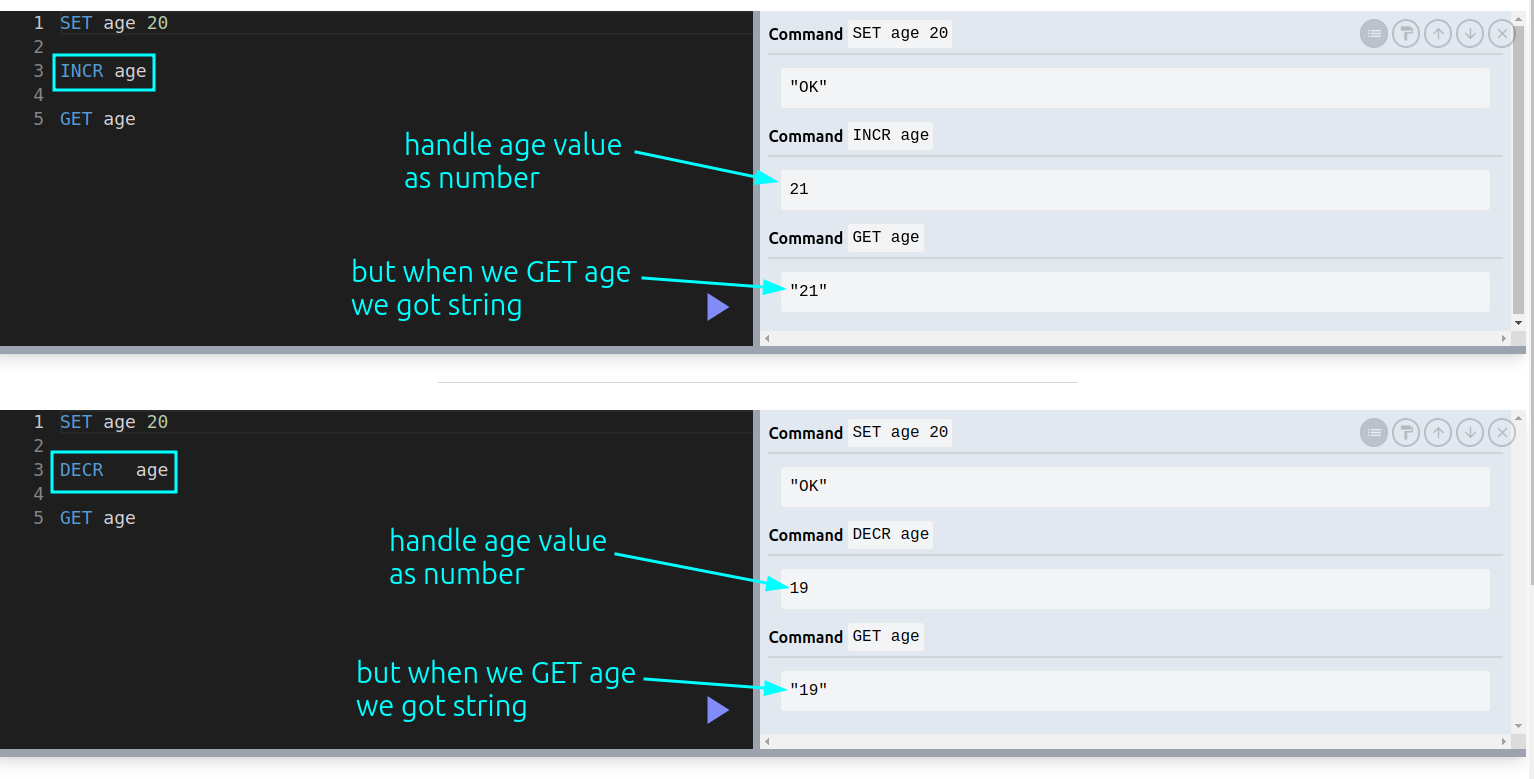 1 SET age 20
2
3 INCR age
4
5 GET age
handle age value
as number
but when we GET age
we got string
Command SET age 20
"OK"
Command INCR age
21
Command GET age
"21"
1 SET age 20
2
3 DECR   age
4
5 GET age
handle age value
as number
but when we GET age
we got string
Command SET age 20
"OK"
Command DECR age
19
Command GET age
"19"